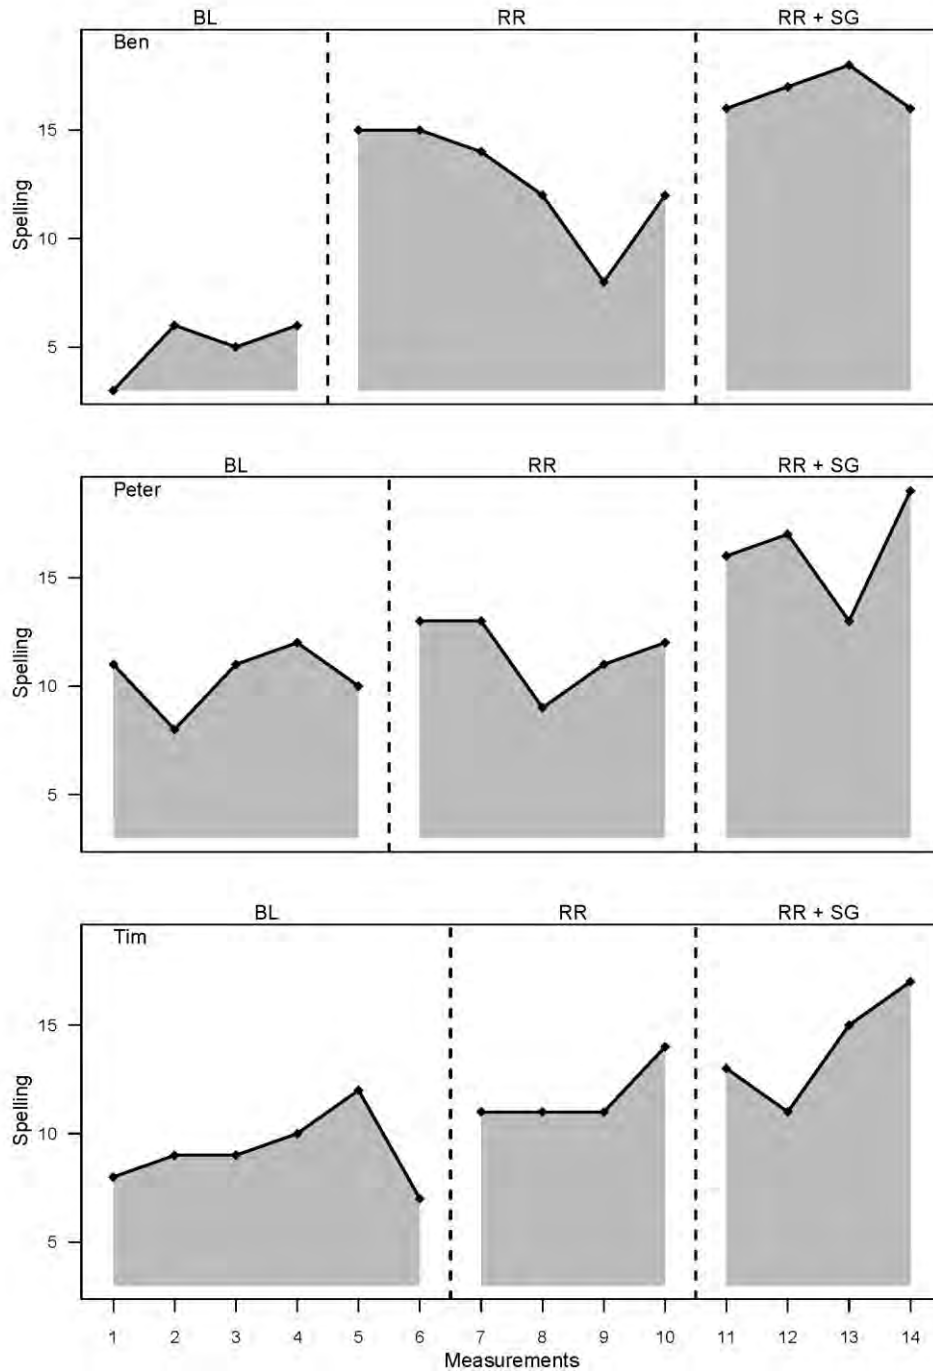 BL RR RR + SG
Ben
15
10
5
Spelling
BL RR RR + SG
Peter
15
10
5
Spelling
BL RR RR + SG
Tim
15
10
5
Spelling
1 2 3 4 5 6 7 8 9 10 11 12 13 14
Measurements